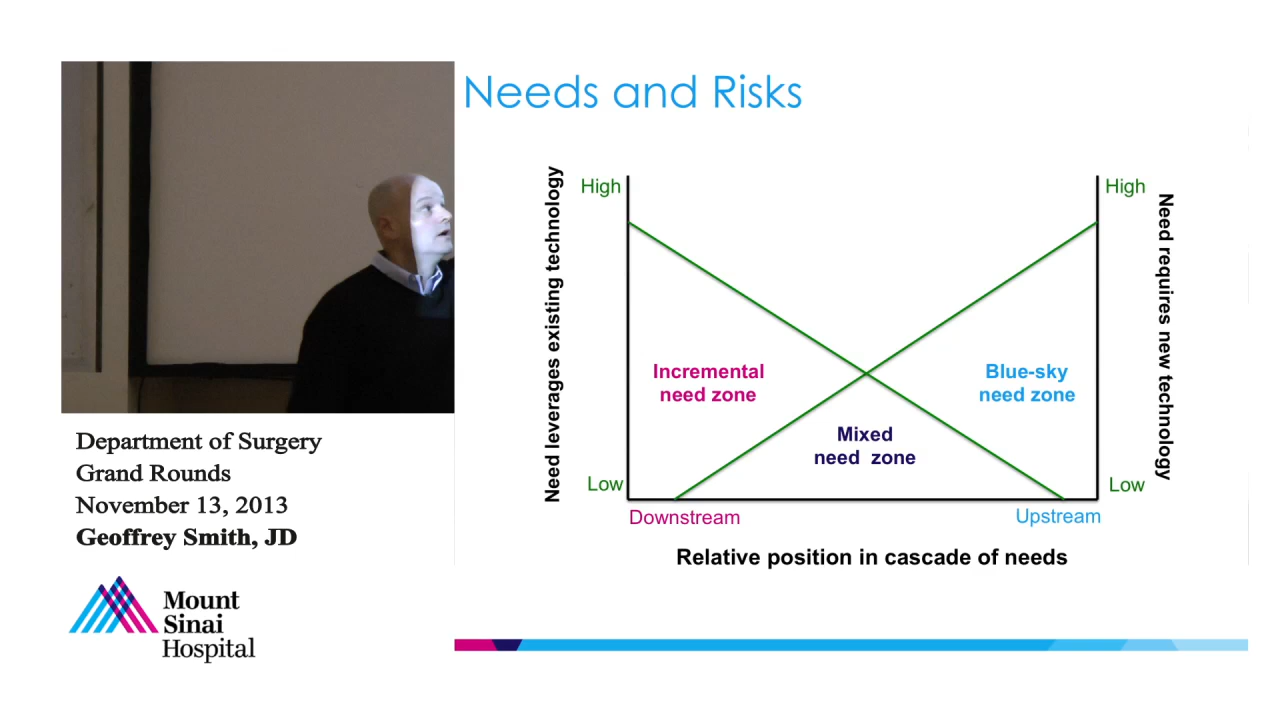 Needs and Risks
Need leverages existing technology
High
High
Need requires new technology
Incremental
need zone
Blue-sky
need zone
Mixed
need zone
Low
Low
Downstream
Upstream
Relative position in cascade of needs
Department of Surgery
Grand Rounds
November 13, 2013
Geoffrey Smith, JD
Mount
Sinai
Hospital